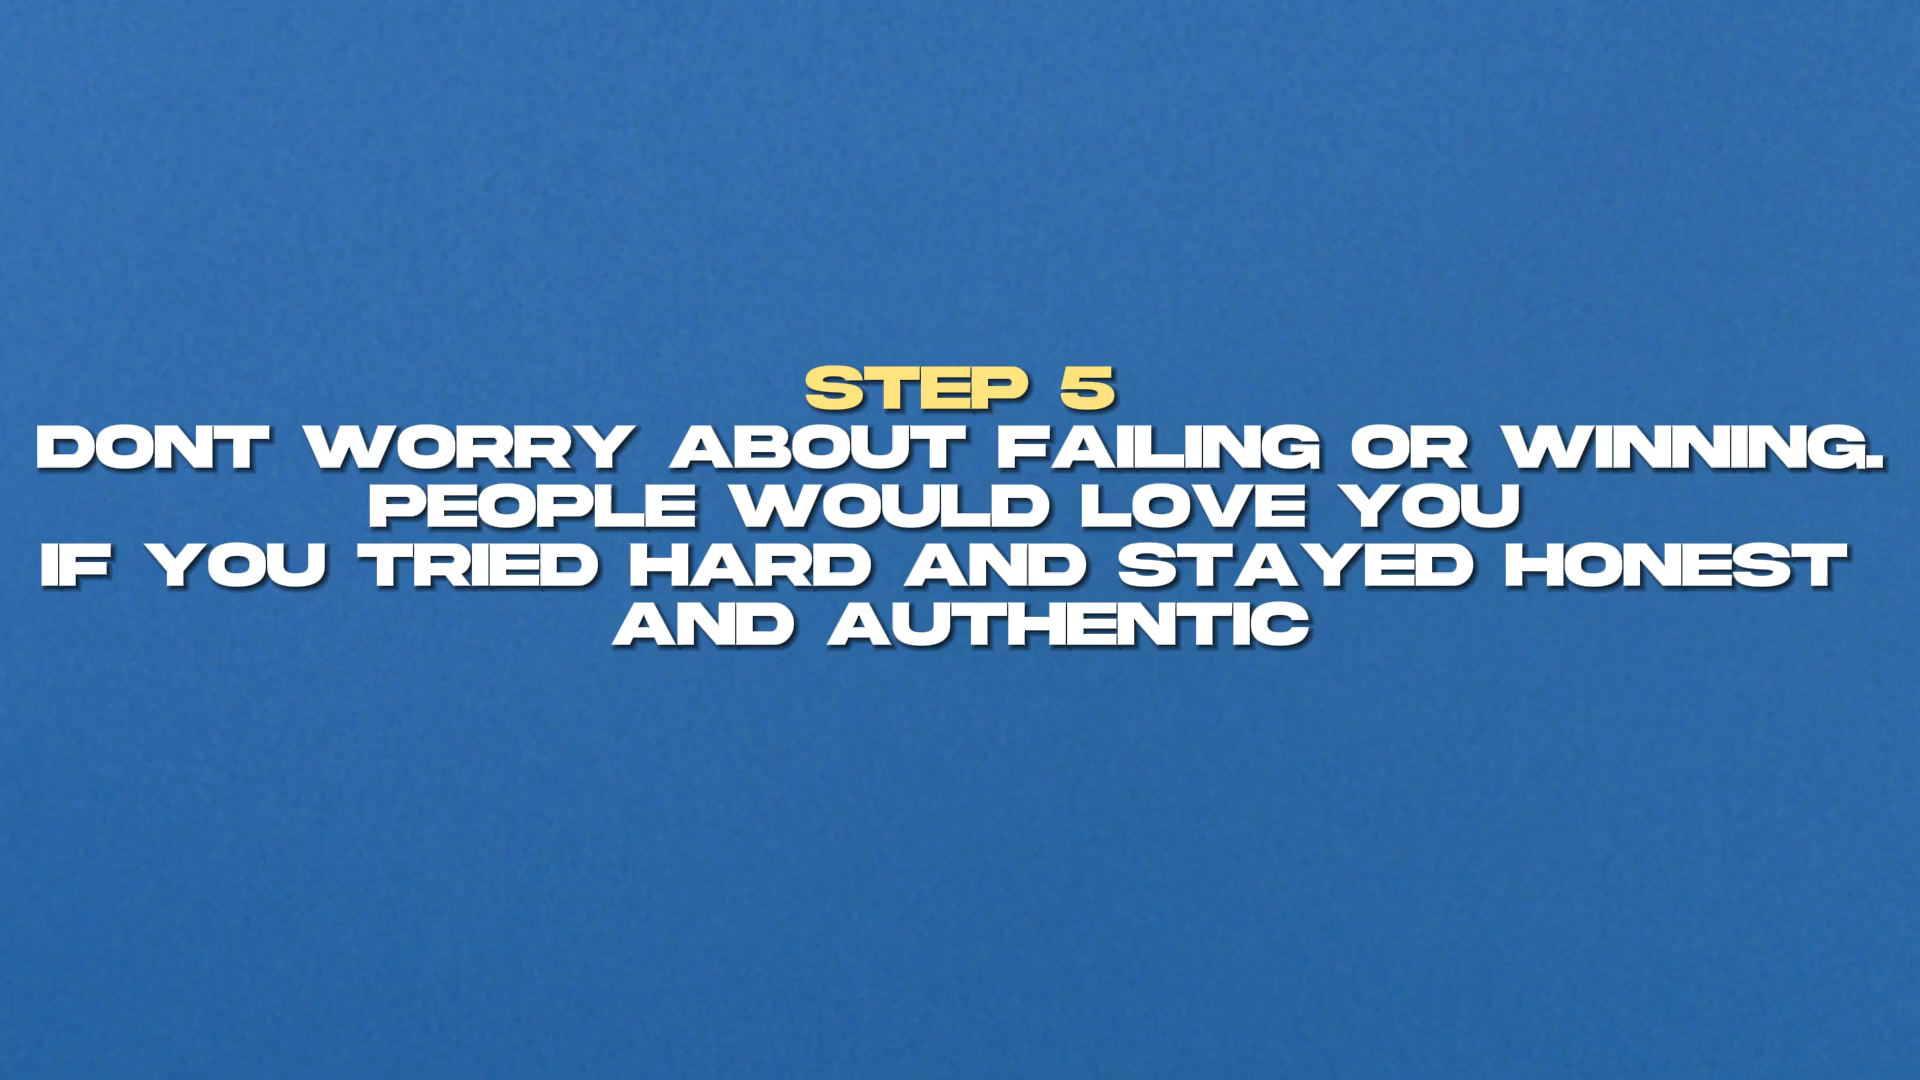 STEP 5
DONT WORRY ABOUT FAILING OR WINNING.
PEOPLE WOULD LOVE YOU
IF YOU TRIED HARD AND STAYED HONEST
AND AUTHENTIC